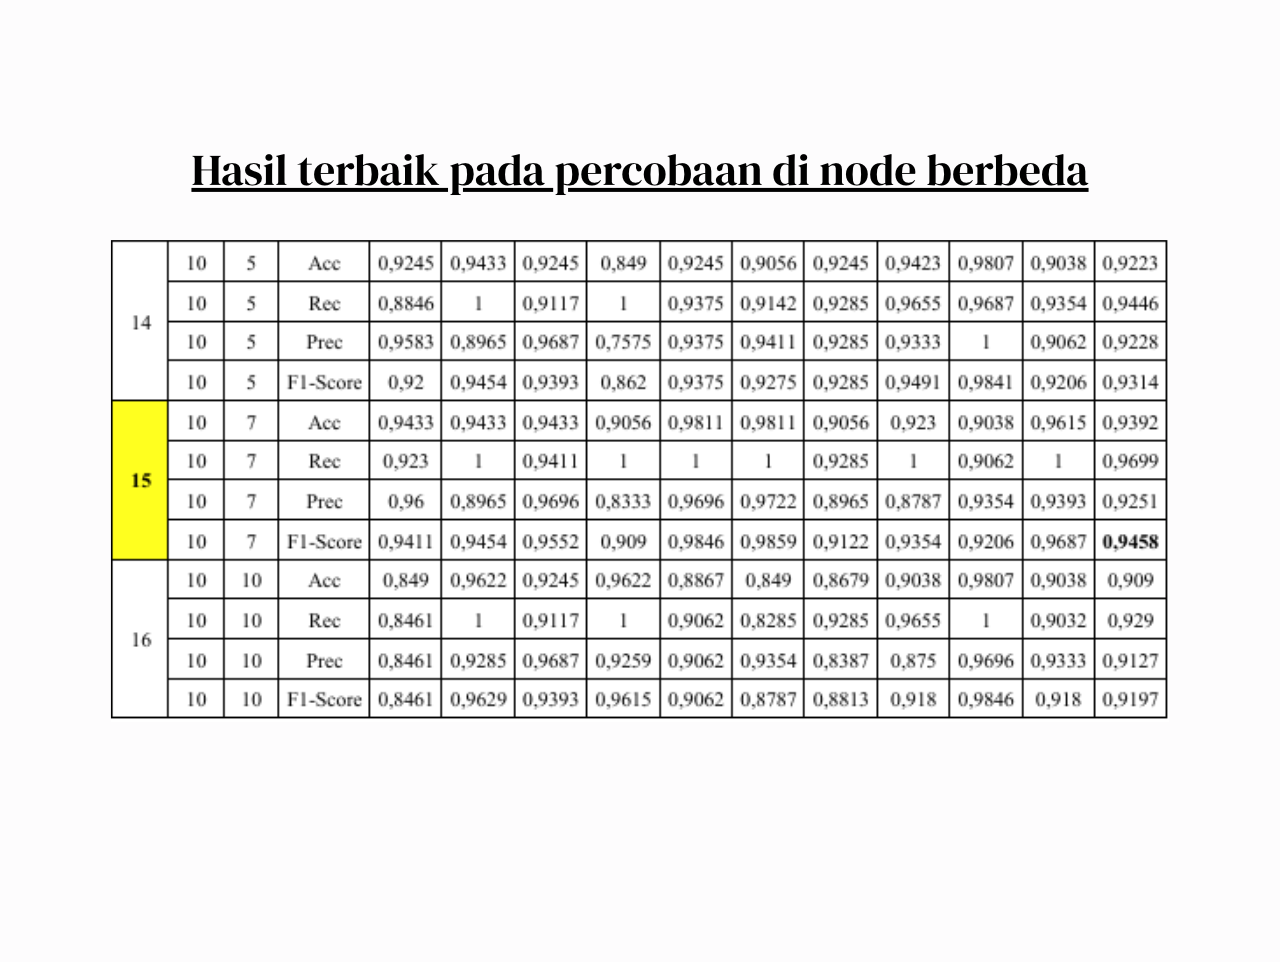 Hasil terbaik pada percobaan di node berbeda
14 10 5 Acc 0,9245 0,9433 0,9245 0,849 0,9245 0,9056 0,9245 0,9423 0,9807 0,9038 0,9223
10 5 Rec 0,8846 1 0,9117 1 0,9375 0,9142 0,9285 0,9655 0,9687 0,9354 0,9446
10 5 Prec 0,9583 0,8965 0,9687 0,7575 0,9375 0,9411 0,9285 0,9333 1 0,9062 0,9228
10 5 F1-Score 0,92 0,9454 0,9393 0,862 0,9375 0,9275 0,9285 0,9491 0,9841 0,9206 0,9314
15 10 7 Acc 0,9433 0,9433 0,9433 0,9056 0,9811 0,9811 0,9056 0,923 0,9038 0,9615 0,9392
10 7 Rec 0,923 1 0,9411 1 1 1 0,9285 1 0,9062 1 0,9699
10 7 Prec 0,96 0,8965 0,9696 0,8333 0,9696 0,9722 0,8965 0,8787 0,9354 0,9393 0,9251
10 7 F1-Score 0,9411 0,9454 0,9552 0,909 0,9846 0,9859 0,9122 0,9354 0,9206 0,9687 0,9458
16 10 10 Acc 0,849 0,9622 0,9245 0,9622 0,8867 0,849 0,8679 0,9038 0,9807 0,9038 0,909
10 10 Rec 0,8461 1 0,9117 1 0,9062 0,8285 0,9285 0,9655 1 0,9032 0,929
10 10 Prec 0,8461 0,9285 0,9687 0,9259 0,9062 0,9354 0,8387 0,875 0,9696 0,9333 0,9127
10 10 F1-Score 0,8461 0,9629 0,9393 0,9615 0,9062 0,8787 0,8813 0,918 0,9846 0,918 0,9197